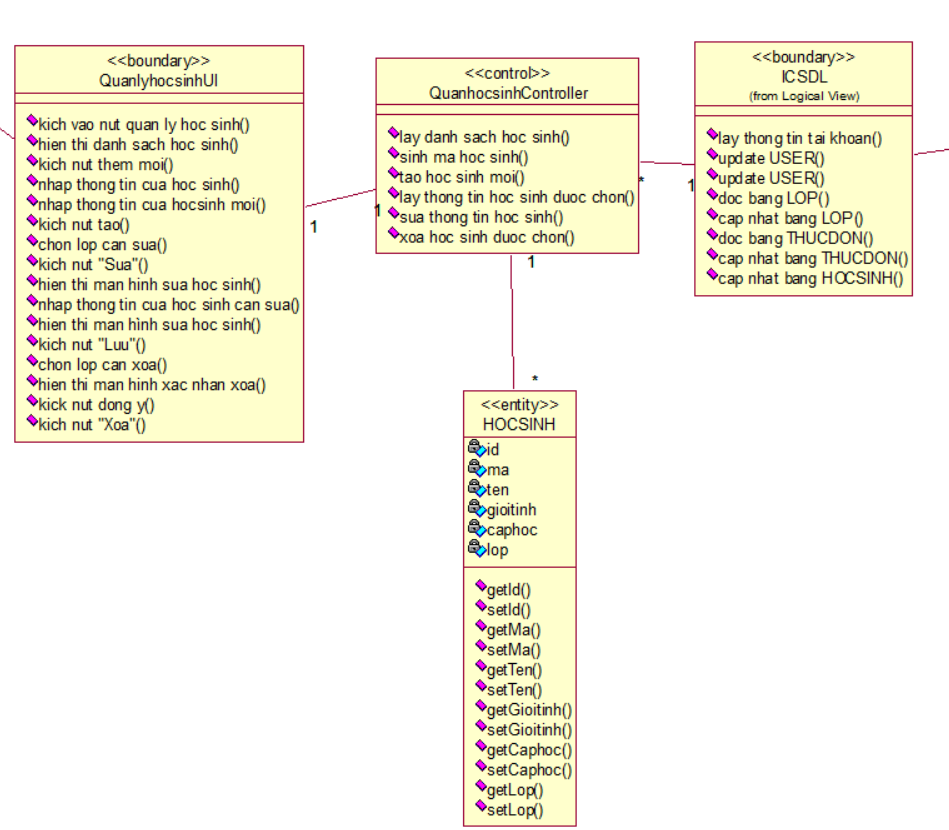 <<boundary>>
QuanlyhocsinhUI
kich vao nut quan ly hoc sinh()
hien thi danh sach hoc sinh()
kich nut them moi()
nhap thong tin cua hoc sinh()
nhap thong tin cua hocsinh moi()
kich nut tao()
chon lop can sua()
kich nut "Sua"()
hien thi man hinh sua hoc sinh()
nhap thong tin cua hoc sinh can sua()
hien thi man hình sua hoc sinh()
kich nut "Luu"()
chon lop can xoa()
hien thi man hinh xac nhan xoa()
kick nut dong y()
kich nut "Xoa"()
1
1
<<control>>
QuanhocsinhController
lay danh sach hoc sinh()
sinh ma hoc sinh()
tao hoc sinh moi()
lay thong tin hoc sinh duoc chon()
sua thong tin hoc sinh()
xoa hoc sinh duoc chon()
*
1
<<boundary>>
ICSDL
(from Logical View)
lay thong tin tai khoan()
update USER()
update USER()
doc bang LOP()
cap nhat bang LOP()
doc bang THUCDON()
cap nhat bang THUCDON()
cap nhat bang HOCSINH()
1
*
<<entity>>
HOCSINH
id
ma
ten
gioitinh
caphoc
lop
getId()
setId()
getMa()
setMa()
getTen()
setTen()
getGioitinh()
setGioitinh()
getCaphoc()
setCaphoc()
getLop()
setLop()